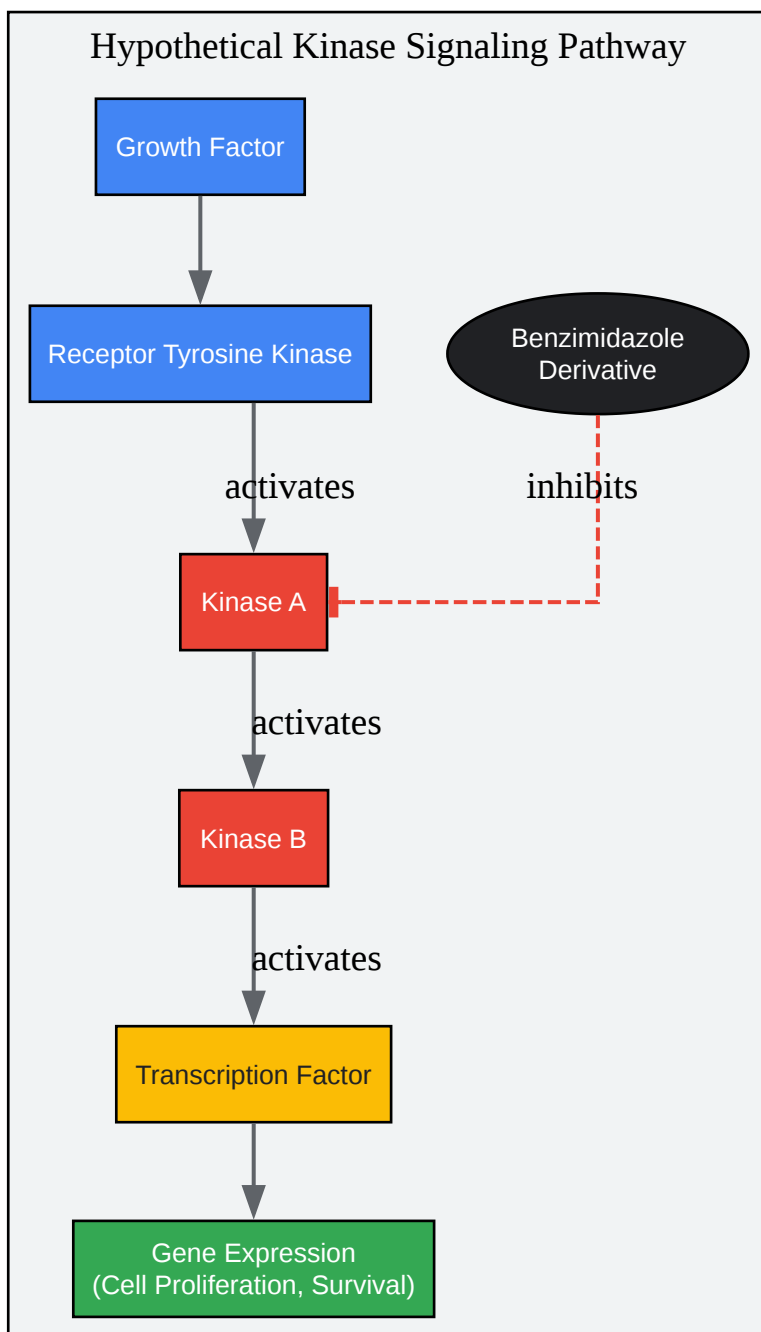 Hypothetical Kinase Signaling Pathway
Growth Factor
Receptor Tyrosine Kinase
Benzimidazole
Derivative
activates
inhibits
Kinase A
activates
Kinase B
activates
Transcription Factor
Gene Expression
(Cell Proliferation, Survival)